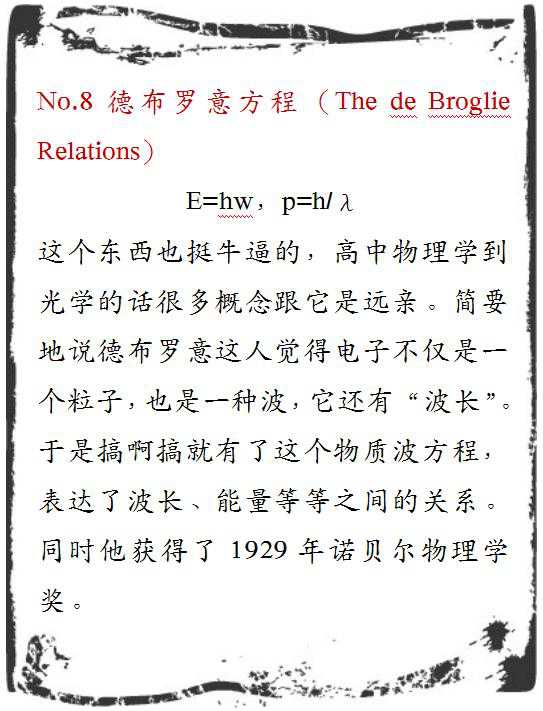 No.8 德布罗意方程（The de Broglie
Relations）
E=hw，p=h/λ
这个东西也挺牛逼的，高中物理学到
光学的话很多概念跟它是远亲。简要
地说德布罗意这人觉得电子不仅是一
个粒子，也是一种波，它还有“波长”。
于是搞啊搞就有了这个物质波方程，
表达了波长、能量等等之间的关系。
同时他获得了 1929 年诺贝尔物理学
奖。